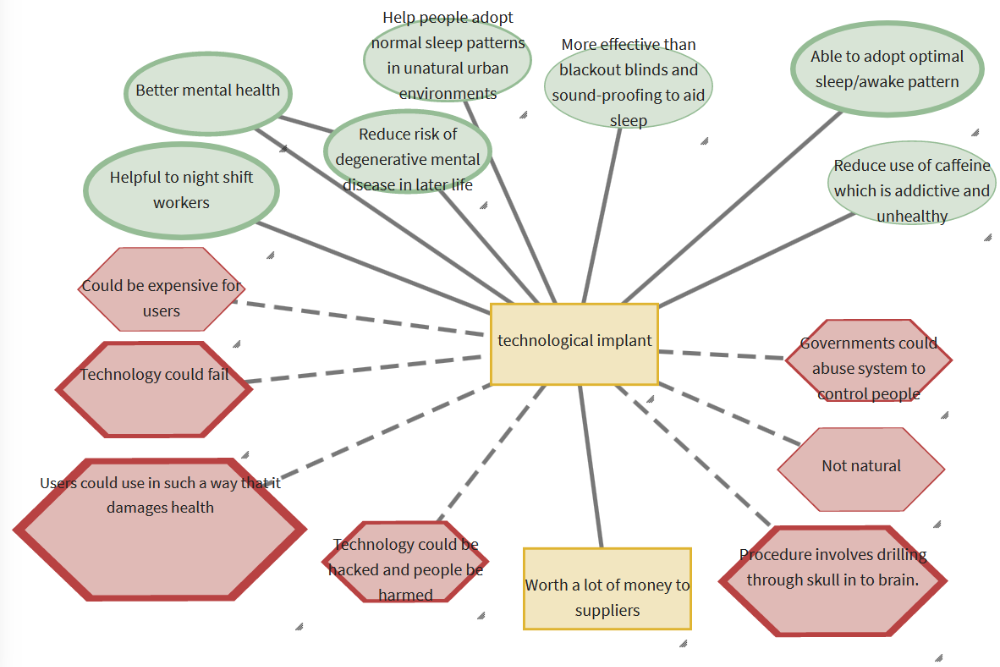 Help people adopt
normal sleep patterns
in unatural urban
environments
More effective than
blackout blinds and
sound-proofing to aid
sleep
Able to adopt optimal
sleep/awake pattern
Better mental health
Reduce risk of
degenerative mental
disease in later life
Reduce use of caffeine
which is addictive and
unhealthy
Helpful to night shift
workers
Could be expensive for
users
technological implant
Governments could
abuse system to
control people
Technology could fail
Not natural
Users could use in such a way that it
damages health
Technology could be
hacked and people be
harmed
Worth a lot of money to
suppliers
Procedure involves drilling
through skull in to brain.